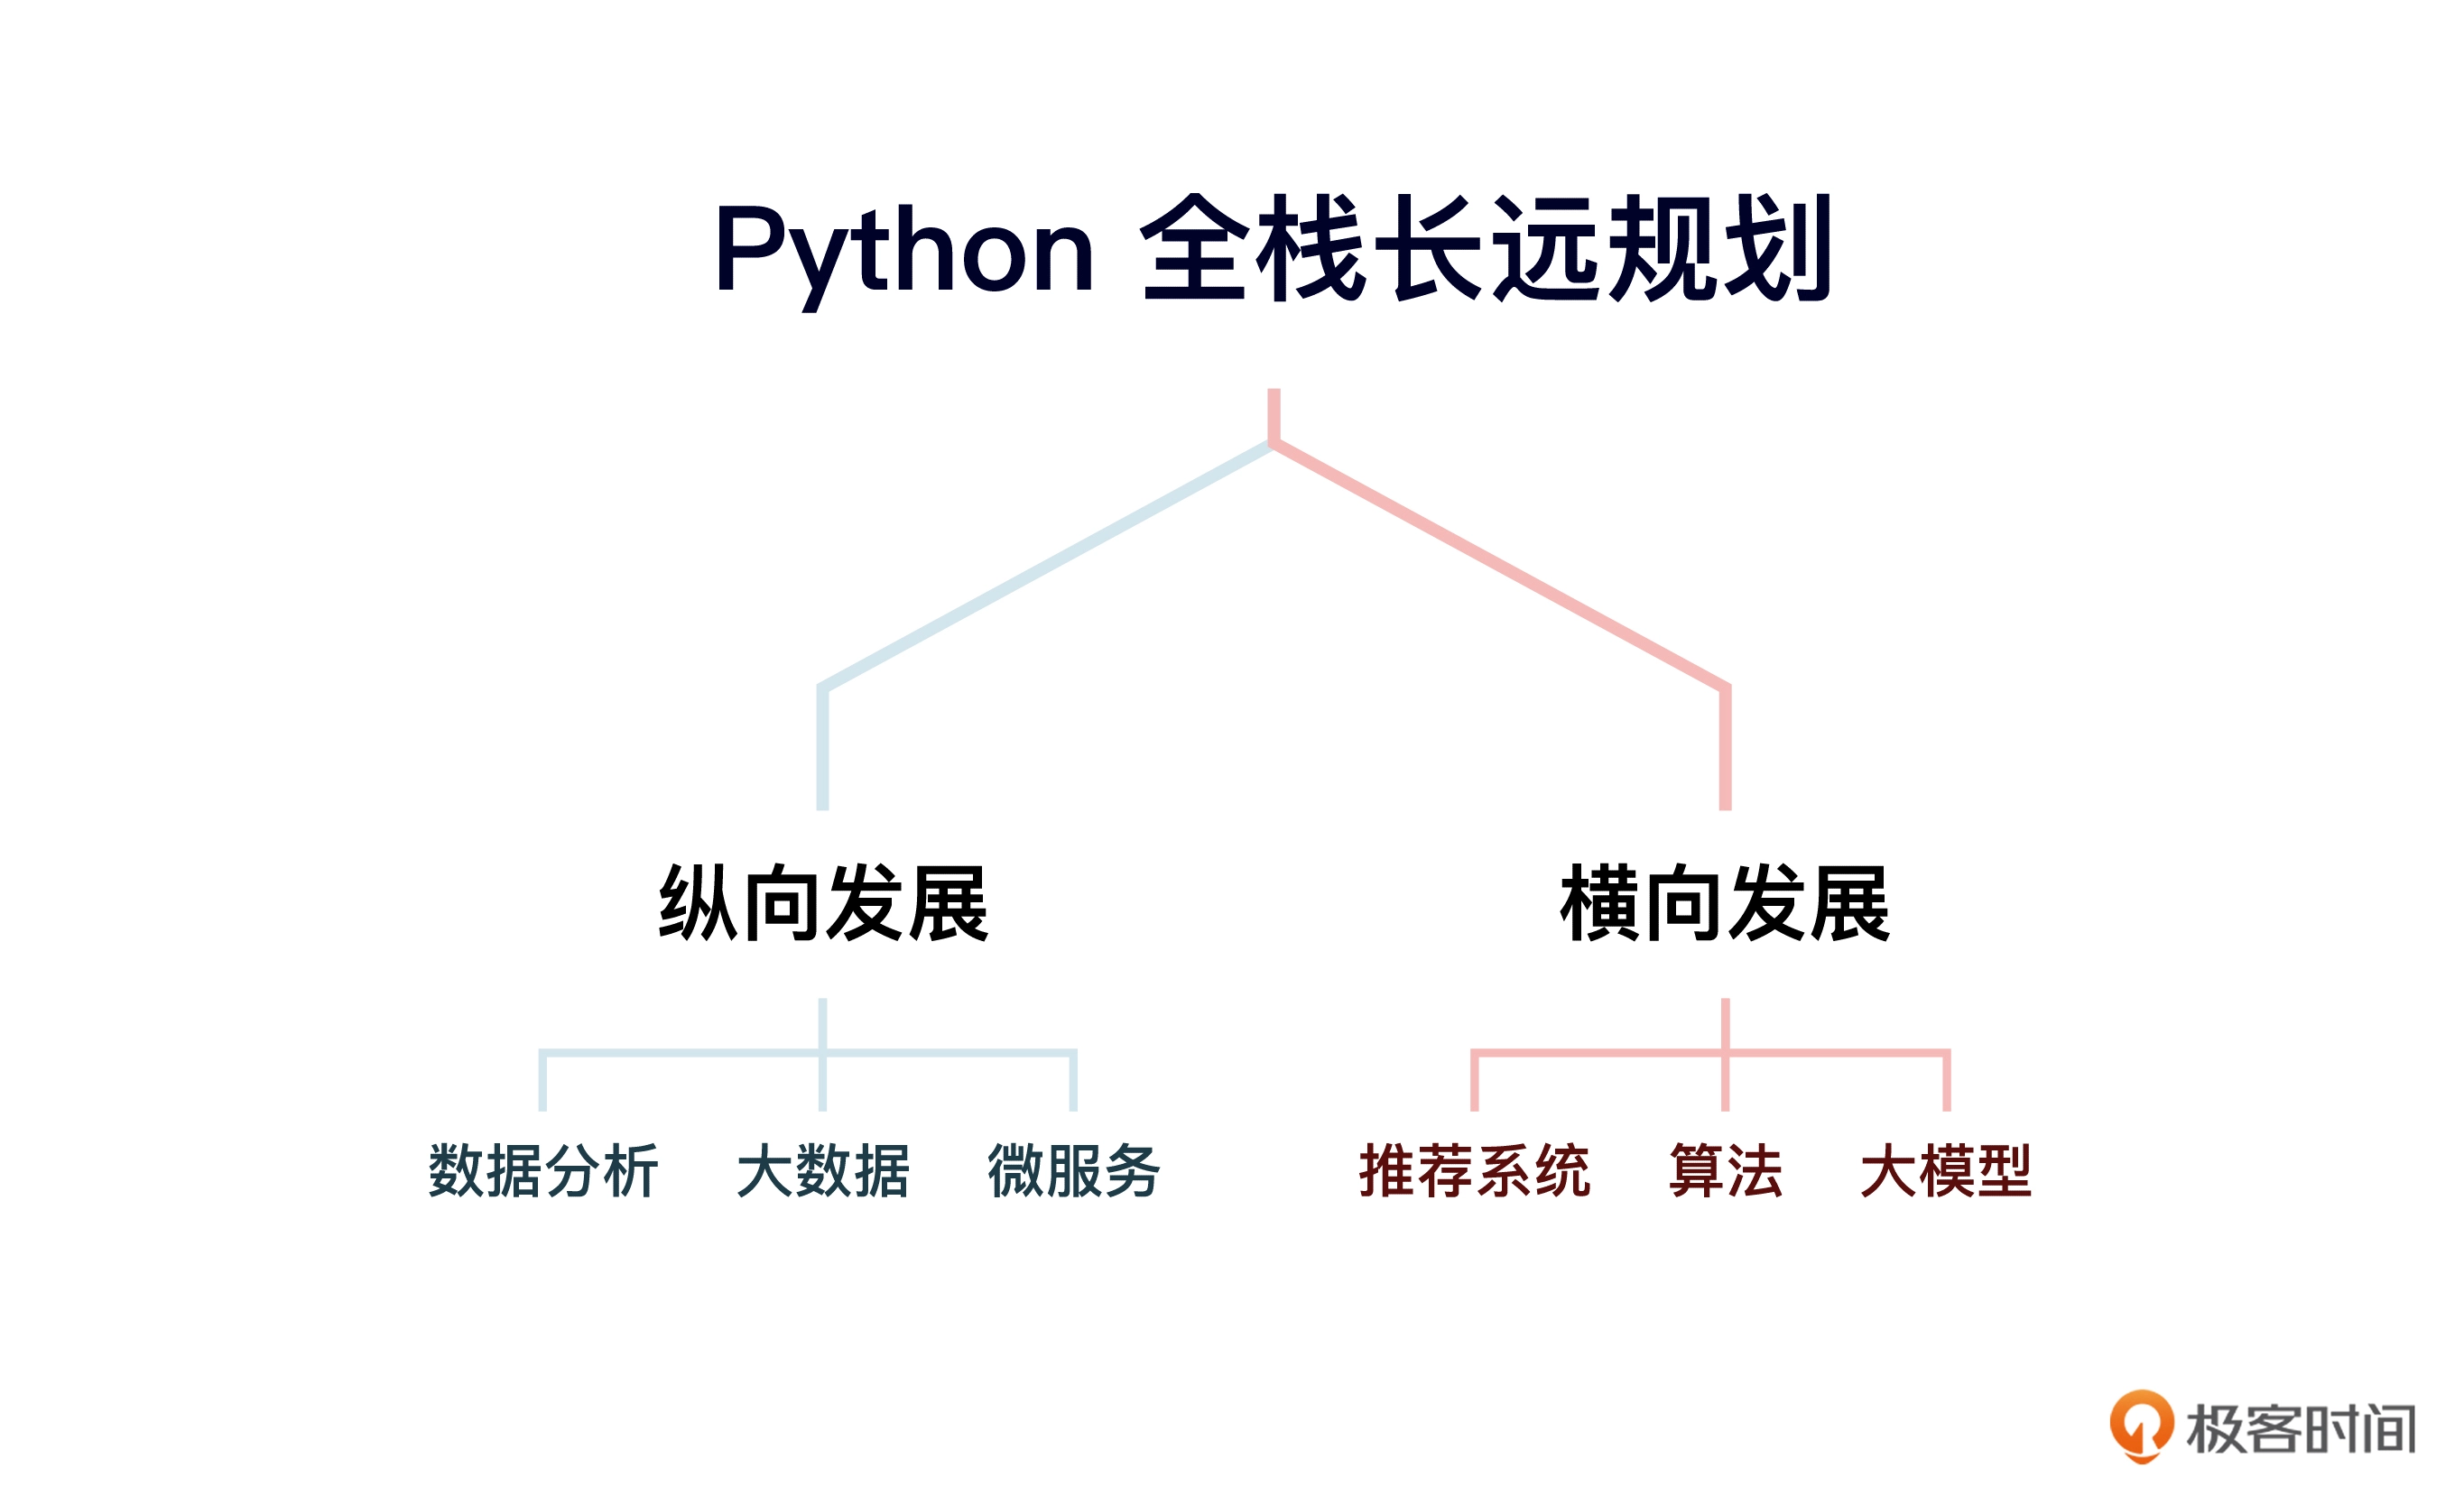 Python 全栈长远规划
纵向发展 横向发展
数据分析 大数据 微服务 推荐系统 算法 大模型
极客时间